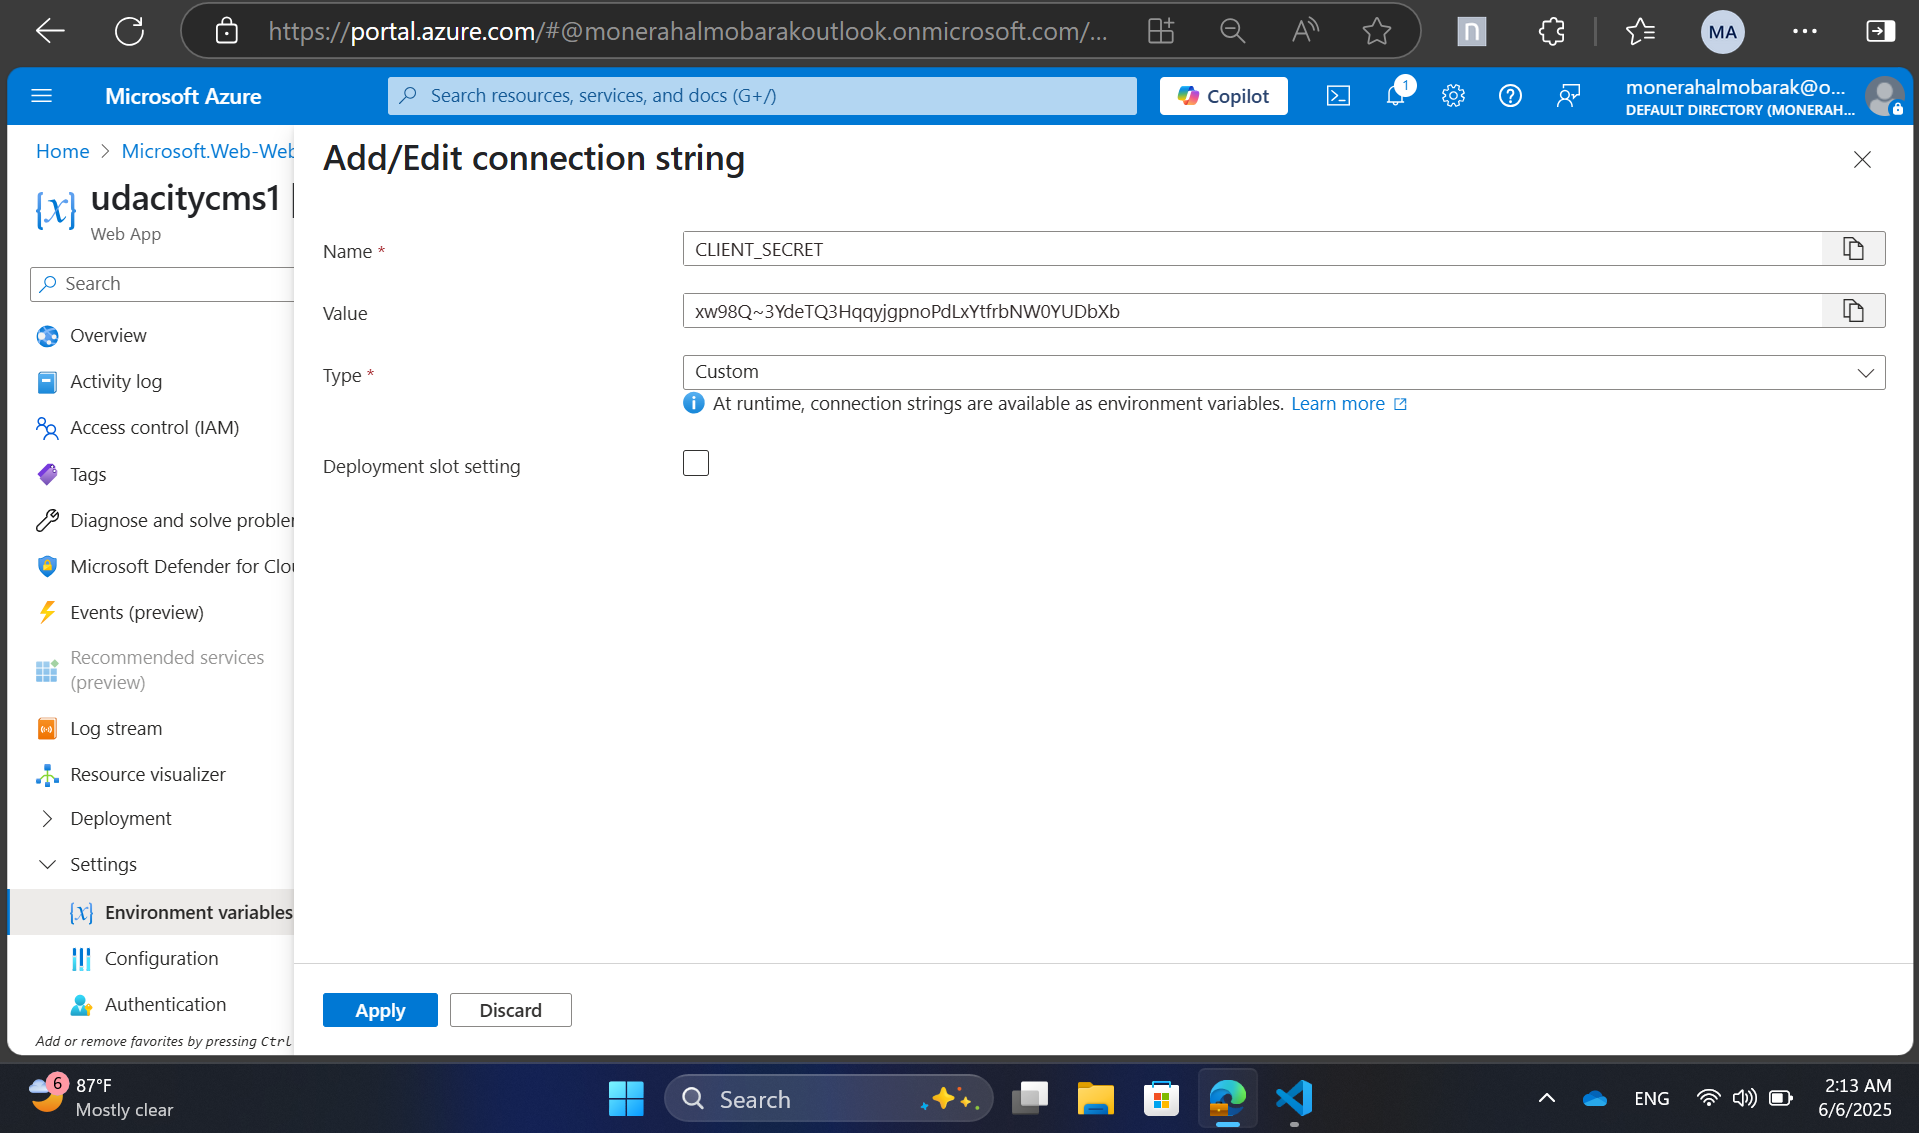 https://portal.azure.com/#@monerahalmobarakoutlook.onmicrosoft.com/...
MA
Microsoft Azure
Search resources, services, and docs (G+/)
Copilot
1
monerahalmobarak@o...
DEFAULT DIRECTORY (MONERAH...
Home > Microsoft.Web-Web
Add/Edit connection string
udacitycms1 |
Web App
Search
Overview
Activity log
Access control (IAM)
Tags
Diagnose and solve
Microsoft Defender for
Events (preview)
Recommended services
(preview)
Log stream
Resource visualizer
Deployment
Settings
Environment variables
Configuration
Authentication
Add or remove favorites by pressing Ctrl
Name *
CLIENT_SECRET
Value
xw98Q~3YdeTQ3HqqyjgpnoPdLxYtfrbNW0YUDbXb
Type *
Custom
At runtime, connection strings are available as environment variables. Learn more
Deployment slot setting
Apply
Discard
6
87°F
Mostly clear
Search
ENG
2:13 AM
6/6/2025